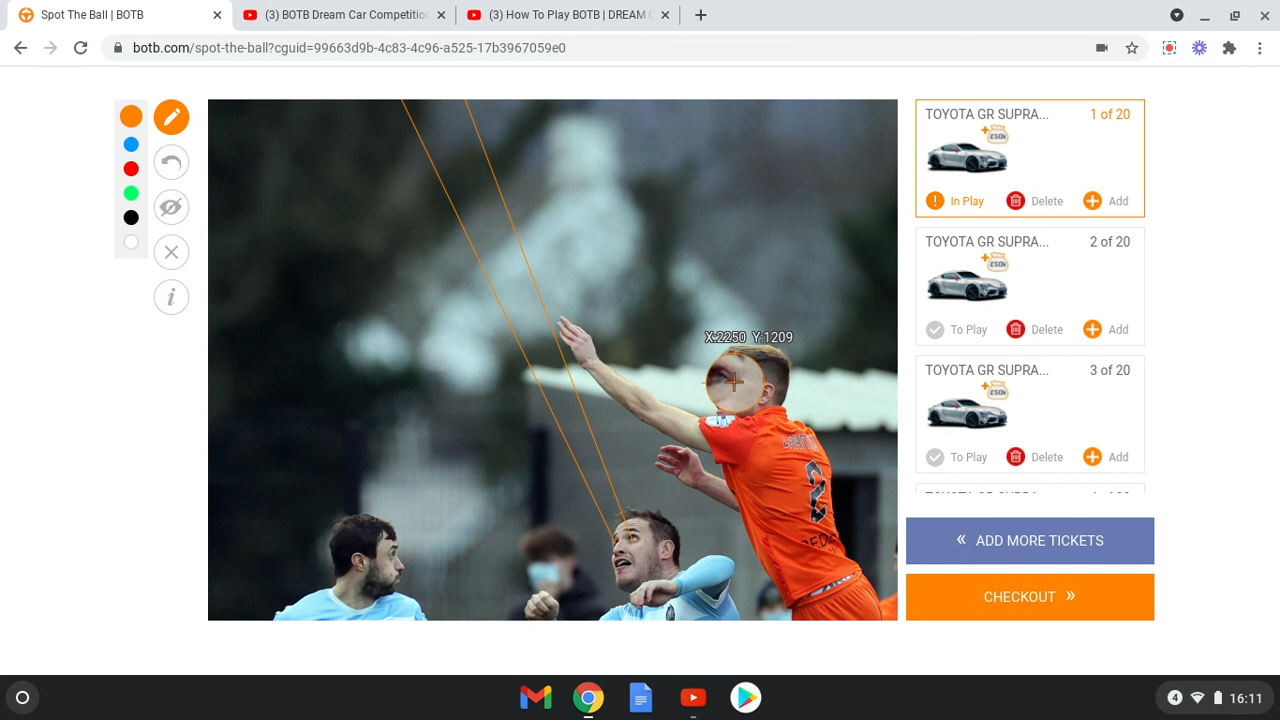 Spot The Ball | BOTB
(3) BOTB Dream Car Competitio
(3) How To Play BOTB | DREAM C
botb.com/spot-the-ball?cguid=99663d9b-4c83-4c96-a525-17b3967059e0
X:2250 Y:1209
2
TOYOTA GR SUPRA... 1 of 20
£50k
In Play Delete Add
TOYOTA GR SUPRA... 2 of 20
£50k
To Play Delete Add
TOYOTA GR SUPRA... 3 of 20
£50k
To Play Delete Add
« ADD MORE TICKETS
CHECKOUT »
4 16:11